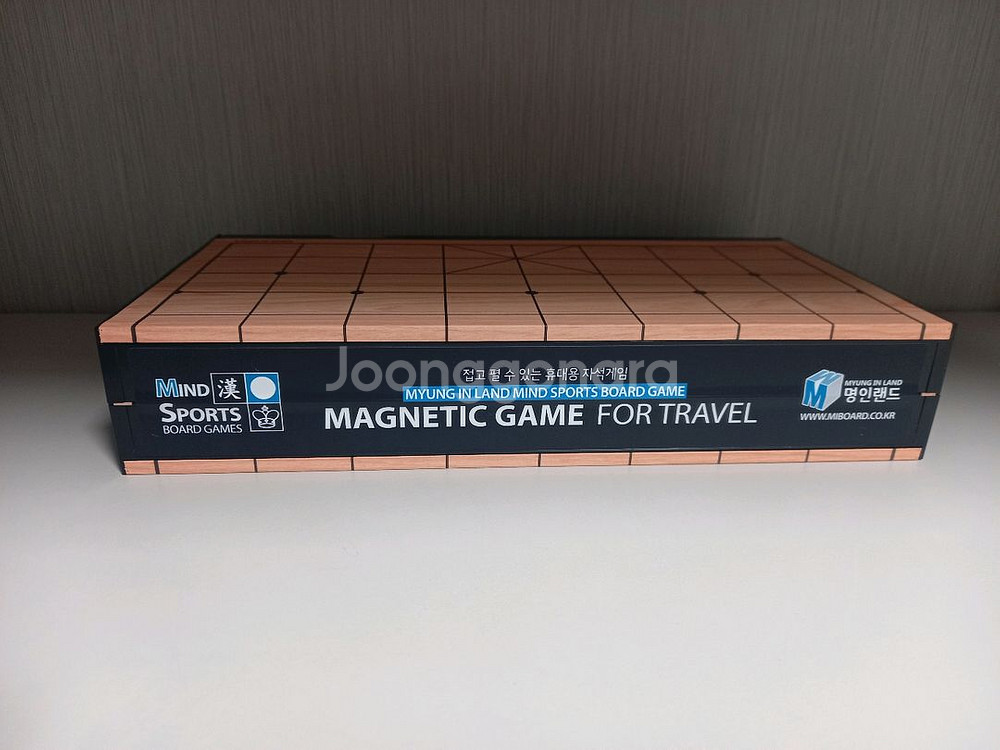 Joonggonara
접고 펼 수 있는 휴대용 자석게임
MYUNG IN LAND MIND SPORTS BOARD GAME
MAGNETIC GAME FOR TRAVEL
MIND 漢
SPORTS
BOARD GAMES
M
MYUNG IN LAND
명인랜드
WWW.MIBOARD.CO.KR